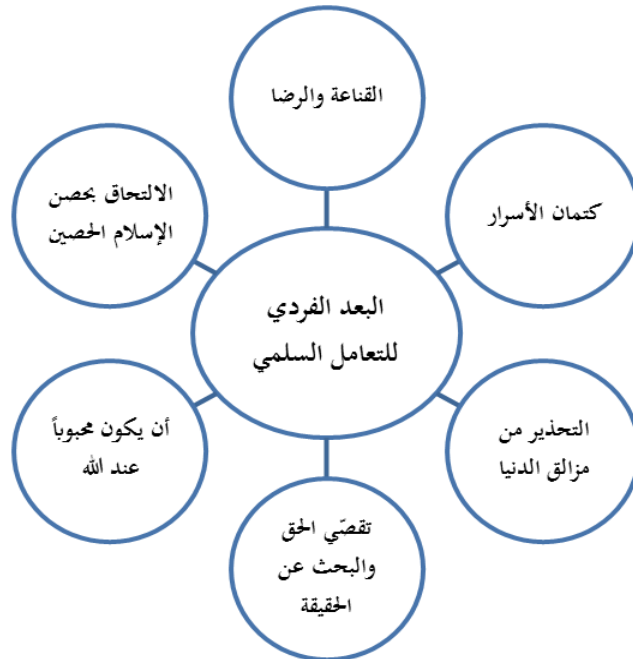 القناعة والرضا
كتمان الأسرار
التحذير من
مزالق الدنيا
تقصّي الحق
والبحث عن
الحقيقة
أن يكون محبوباً
عند الله
الالتحاق بحصن
الإسلام الحصين
البعد الفردي
للتعامل السلمي